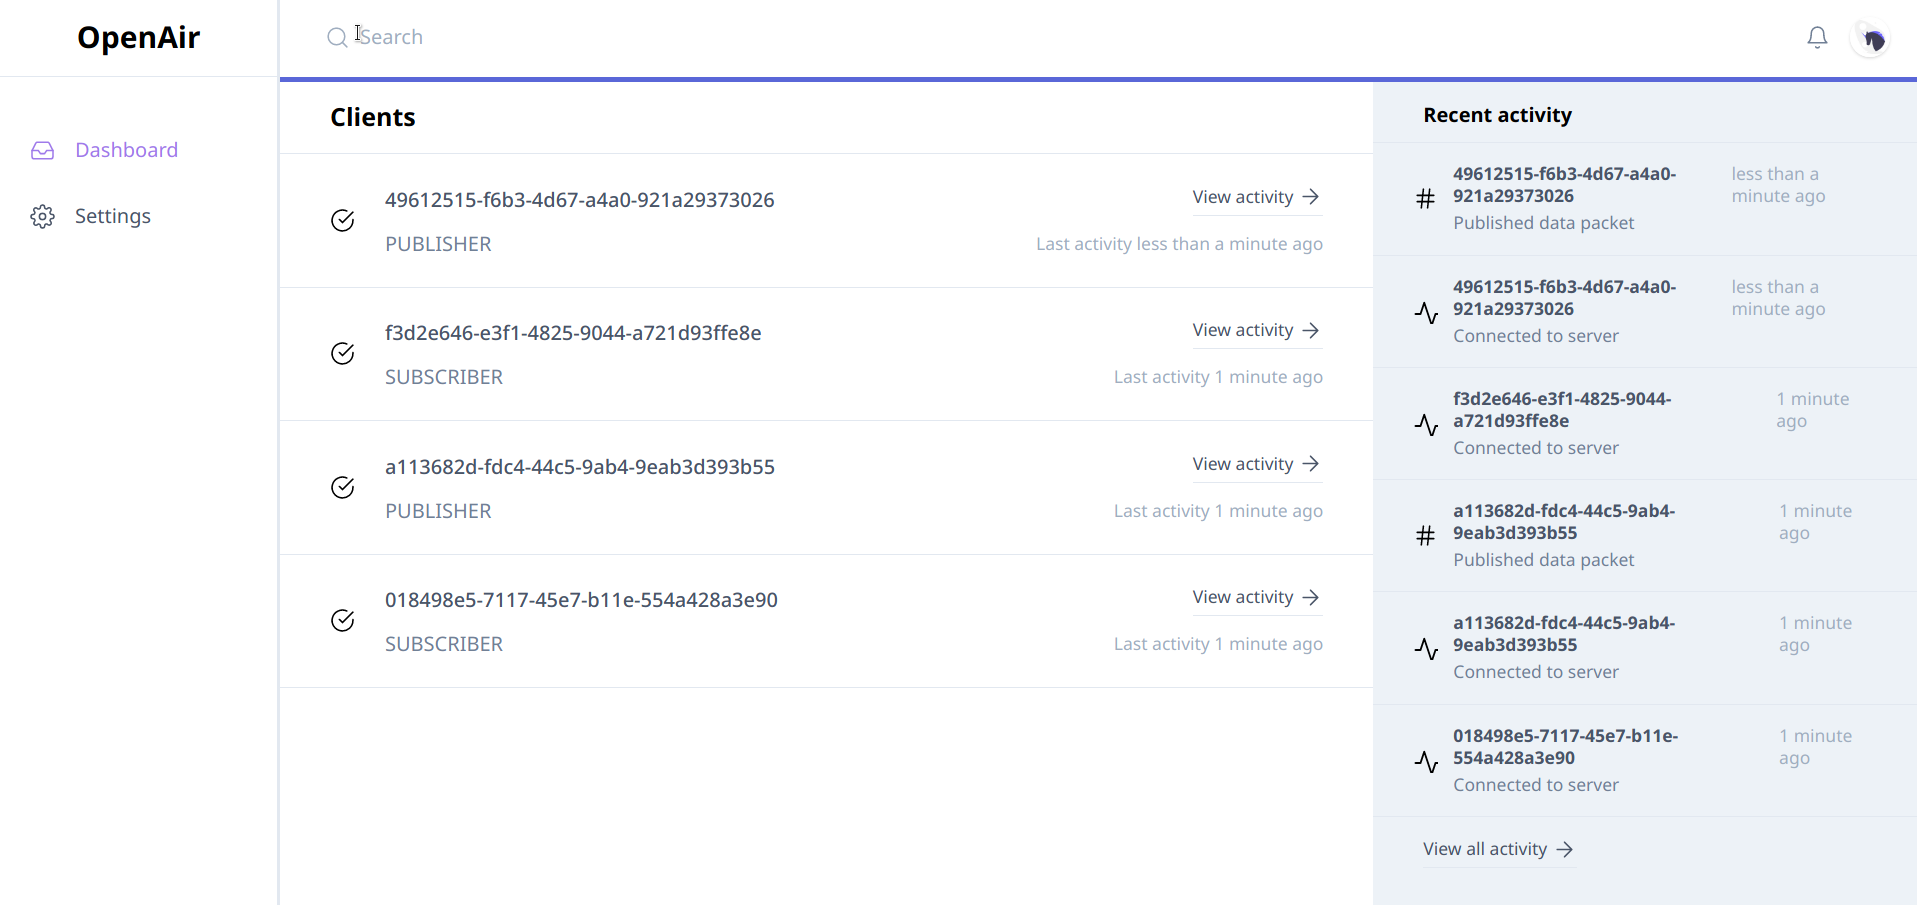 OpenAir
Search
Dashboard
Settings
Clients
49612515-f6b3-4d67-a4a0-921a29373026
View activity
PUBLISHER
Last activity less than a minute ago
f3d2e646-e3f1-4825-9044-a721d93ffe8e
View activity
SUBSCRIBER
Last activity 1 minute ago
a113682d-fdc4-44c5-9ab4-9eab3d393b55
View activity
PUBLISHER
Last activity 1 minute ago
018498e5-7117-45e7-b11e-554a428a3e90
View activity
SUBSCRIBER
Last activity 1 minute ago
Recent activity
49612515-f6b3-4d67-a4a0-
921a29373026
Published data packet
less than a
minute ago
49612515-f6b3-4d67-a4a0-
921a29373026
Connected to server
less than a
minute ago
f3d2e646-e3f1-4825-9044-
a721d93ffe8e
Connected to server
1 minute
ago
a113682d-fdc4-44c5-9ab4-
9eab3d393b55
Published data packet
1 minute
ago
a113682d-fdc4-44c5-9ab4-
9eab3d393b55
Connected to server
1 minute
ago
018498e5-7117-45e7-b11e-
554a428a3e90
Connected to server
1 minute
ago
View all activity